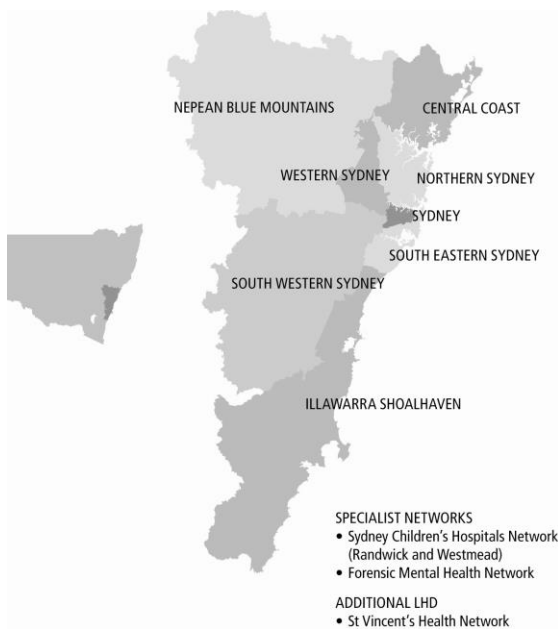 NEPEAN BLUE MOUNTAINS
CENTRAL COAST
WESTERN SYDNEY
NORTHERN SYDNEY
SYDNEY
SOUTH EASTERN SYDNEY
SOUTH WESTERN SYDNEY
ILLAWARRA SHOALHAVEN
SPECIALIST NETWORKS
• Sydney Children’s Hospitals Network
(Randwick and Westmead)
• Forensic Mental Health Network
ADDITIONAL LHD
• St Vincent’s Health Network